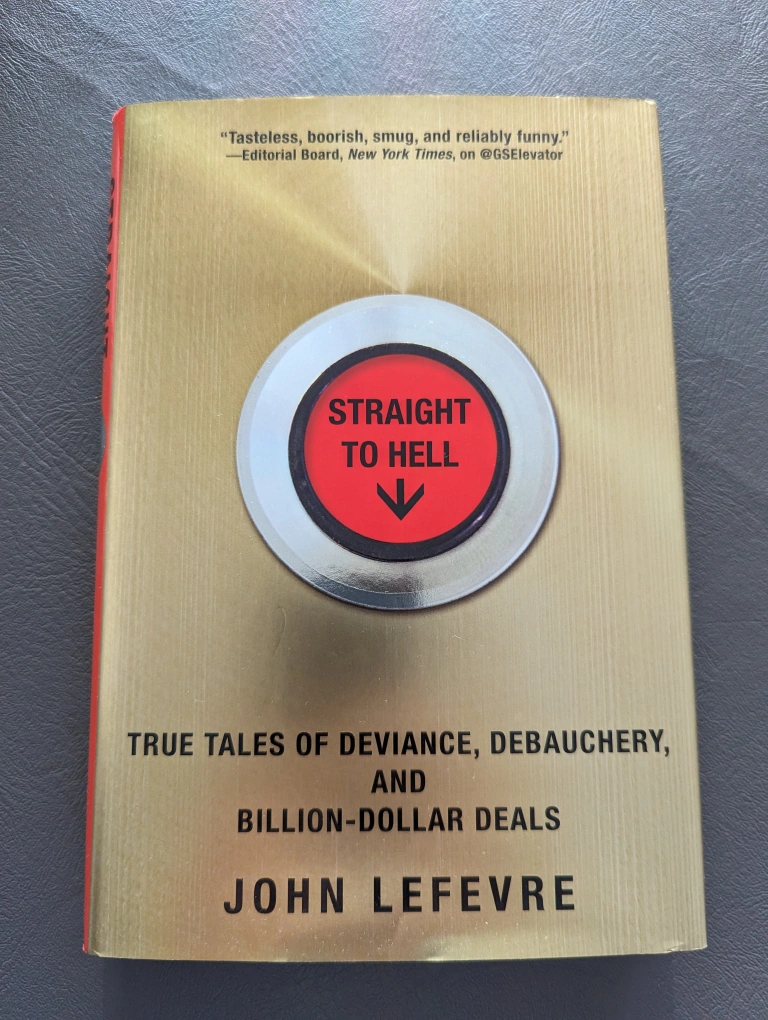 “Tasteless, boorish, smug, and reliably funny.”
—Editorial Board, New York Times, on @GSElevator
STRAIGHT
TO HELL
TRUE TALES OF DEVIANCE, DEBAUCHERY,
AND
BILLION-DOLLAR DEALS
JOHN LEFEVRE